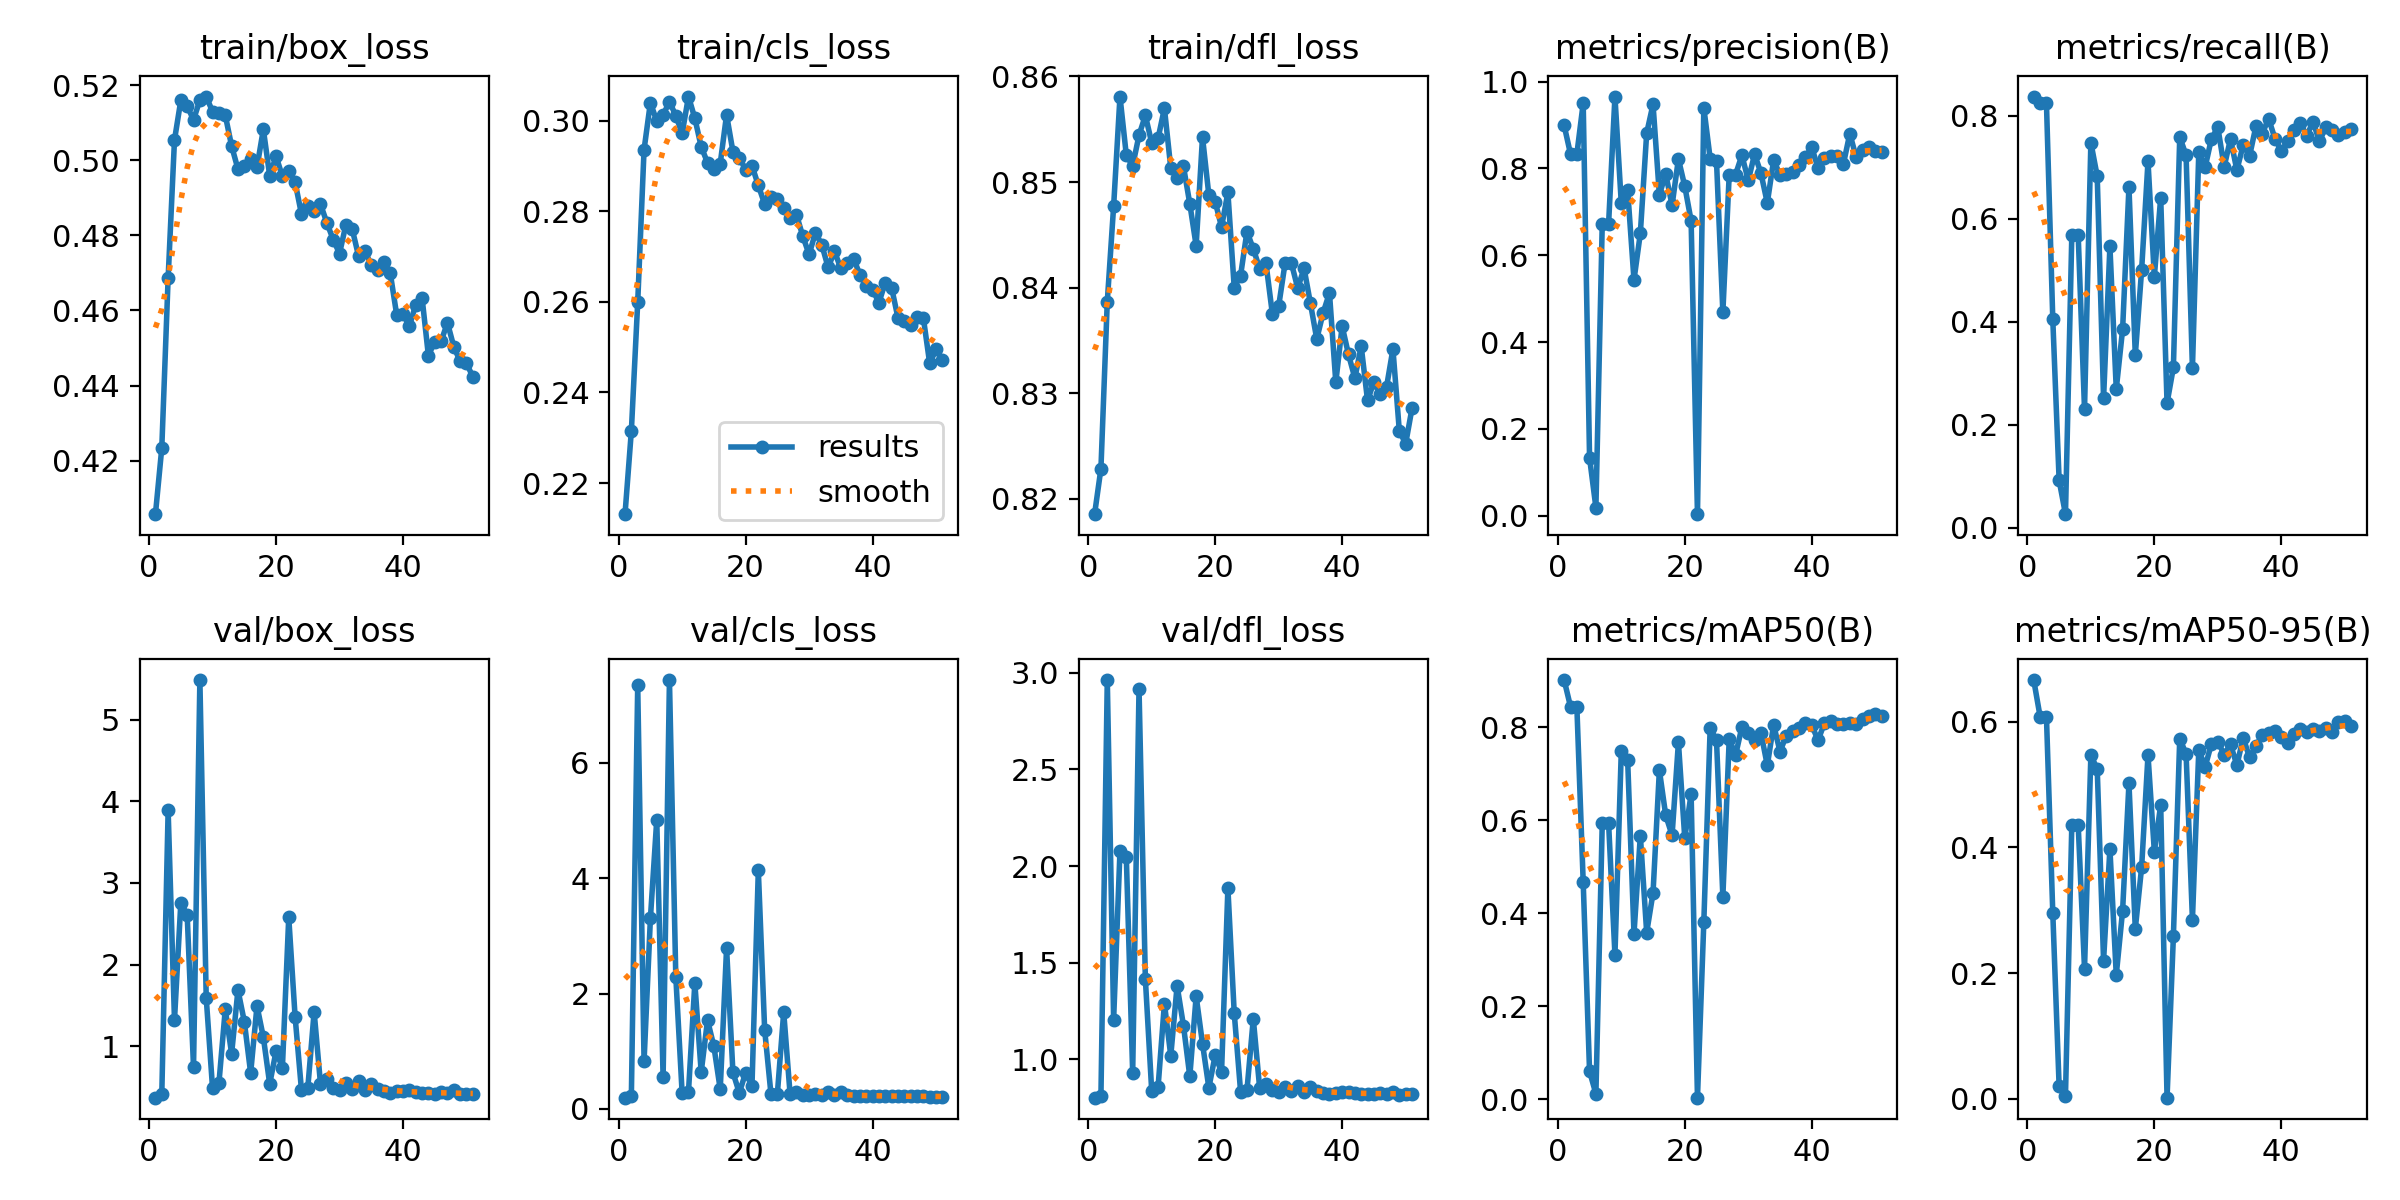 train/box_loss
0.52
0.50
0.48
0.46
0.44
0.42
0 20 40
train/cls_loss
0.30
0.28
0.26
0.24
0.22
results
smooth
0 20 40
train/dfl_loss
0.86
0.85
0.84
0.83
0.82
0 20 40
metrics/precision(B)
1.0
0.8
0.6
0.4
0.2
0.0
0 20 40
metrics/recall(B)
0.8
0.6
0.4
0.2
0.0
0 20 40
val/box_loss
5
4
3
2
1
0 20 40
val/cls_loss
6
4
2
0
0 20 40
val/dfl_loss
3.0
2.5
2.0
1.5
1.0
0 20 40
metrics/mAP50(B)
0.8
0.6
0.4
0.2
0.0
0 20 40
metrics/mAP50-95(B)
0.6
0.4
0.2
0.0
0 20 40